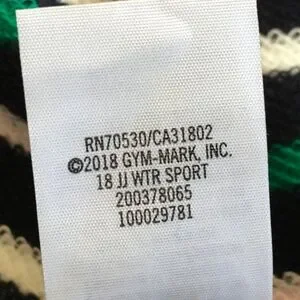 RN70530/CA31802
©2018 GYM-MARK, INC.
18 JJ WTR SPORT
200378065
100029781